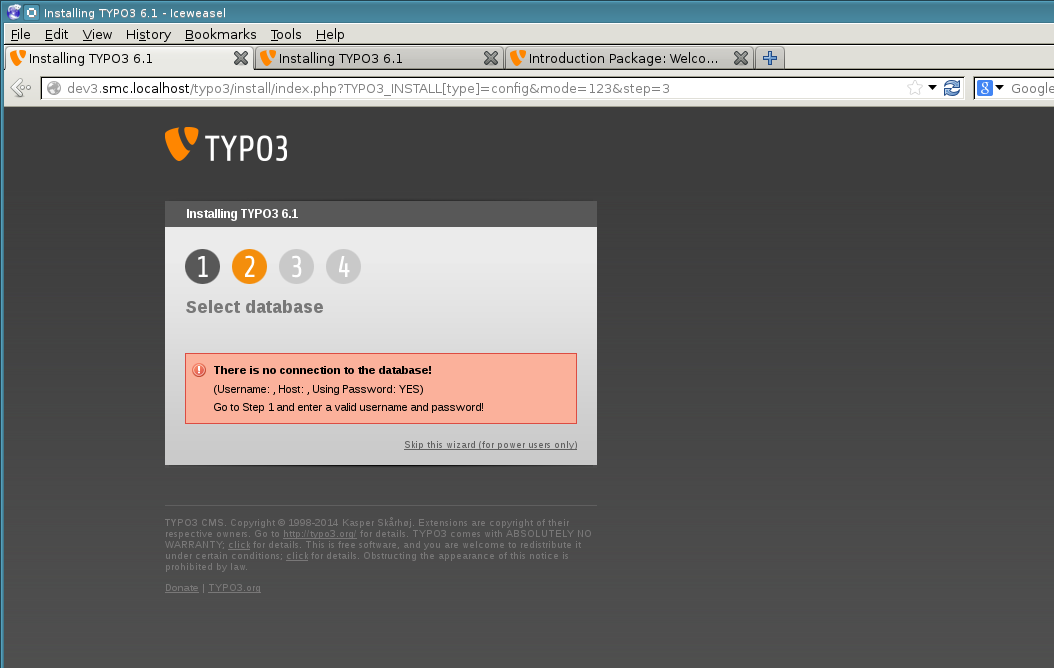 Installing TYPO3 6.1 - Iceweasel
File Edit View History Bookmarks Tools Help
Installing TYPO3 6.1 Installing TYPO3 6.1 Introduction Package: Welco...
dev3.smc.localhost/typo3/install/index.php?TYPO3_INSTALL[type]=config&mode=123&step=3 8 Google
TYPO3
Installing TYPO3 6.1
1 2 3 4
Select database
There is no connection to the database!
(Username: , Host: , Using Password: YES)
Go to Step 1 and enter a valid username and password!
Skip this wizard (for power users only)
TYPO3 CMS. Copyright © 1998-2014 Kasper Skårhøj. Extensions are copyright of their
respective owners. Go to http://typo3.org/ for details. TYPO3 comes with ABSOLUTELY NO
WARRANTY; click for details. This is free software, and you are welcome to redistribute it
under certain conditions; click for details. Obstructing the appearance of this notice is
prohibited by law.
Donate | TYPO3.org